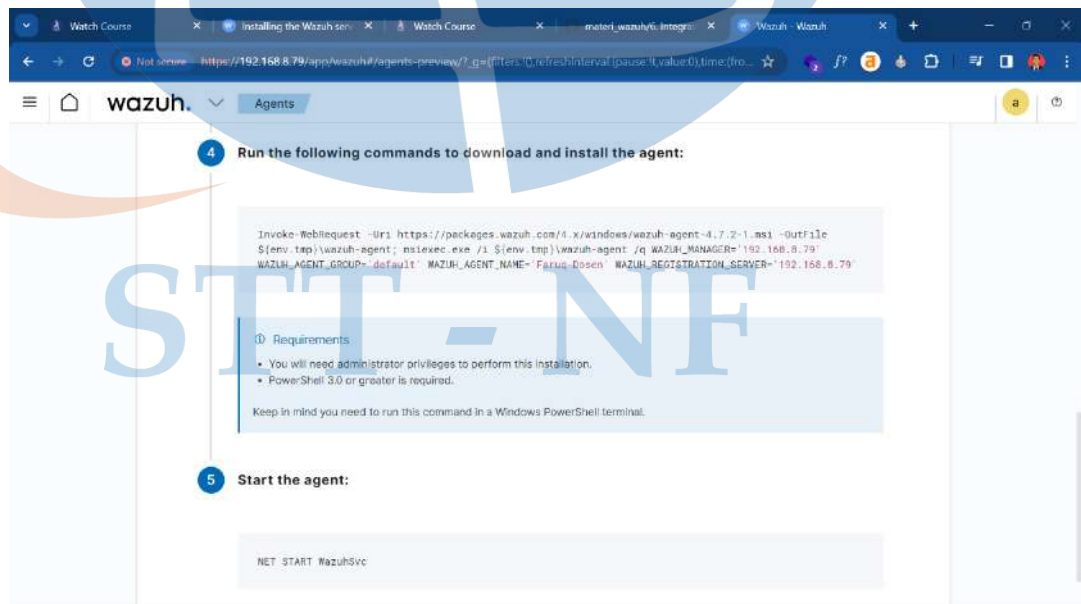 Watch Course
Installing the Wazuh ser
Watch Course
materi_wazuh/6. Integra
Wazuh - Wazuh
Not secure https://192.168.8.79/app/wazuh#/agents-preview/?_g=(filters:!(),refreshInterval:(pause:!t,value:0),time:(fro...
wazuh. Agents a
4 Run the following commands to download and install the agent:
Invoke-WebRequest -Uri https://packages.wazuh.com/4.x/windows/wazuh-agent-4.7.2-1.msi -OutFile
${env.tmp}\wazuh-agent; msiexec.exe /i ${env.tmp}\wazuh-agent /q WAZUH_MANAGER='192.168.8.79'
WAZUH_AGENT_GROUP='default' WAZUH_AGENT_NAME='Faruq-Dosen' WAZUH_REGISTRATION_SERVER='192.168.8.79'
Requirements
• You will need administrator privileges to perform this installation.
• PowerShell 3.0 or greater is required.
Keep in mind you need to run this command in a Windows PowerShell terminal.
STT - NF
5 Start the agent:
NET START WazuhSvc